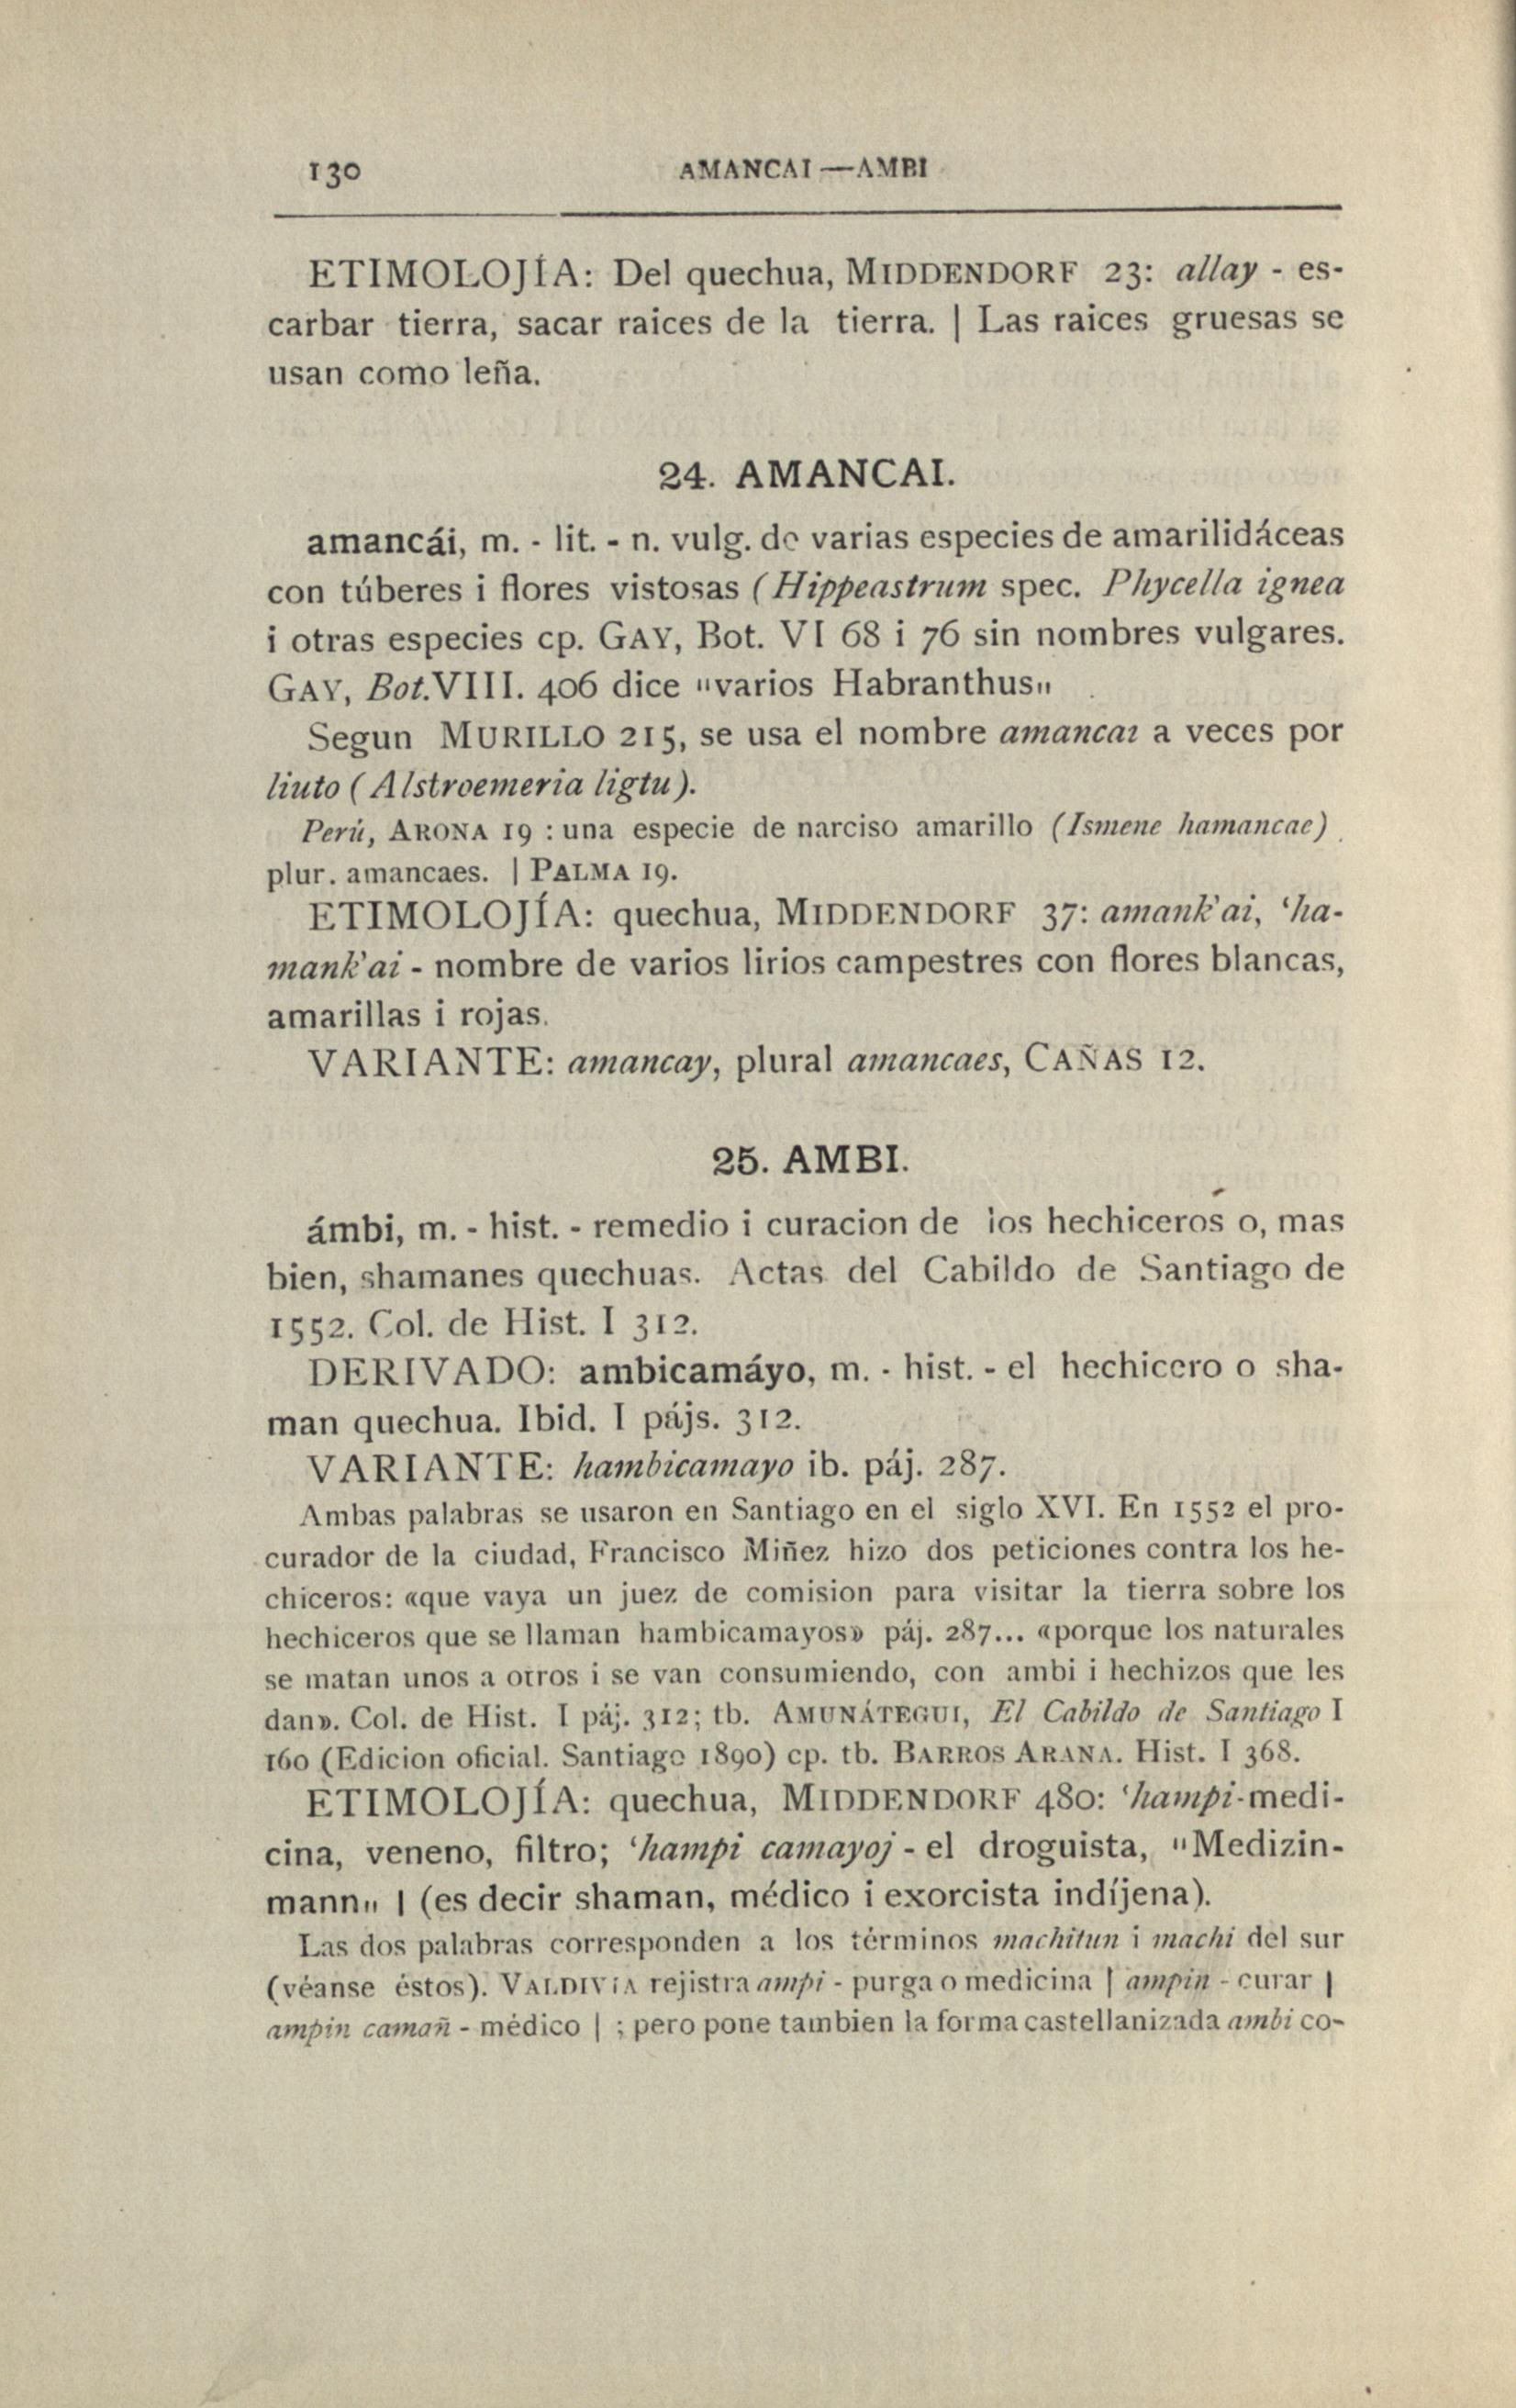 130 AMANCAI—AMBI
ETIMOLOJÍA: Del quechua, MIDDENDORF 23: allay - es-
carbar tierra, sacar raices de la tierra. | Las raices gruesas se
usan como leña.
24. AMANCAI.
amancái, m. - lit. - n. vulg. de varias especies de amarilidáceas
con túberes i flores vistosas (Hippeastrum spec. Phycella ignea
i otras especies cp. GAY, Bot. VI 68 i 76 sin nombres vulgares.
GAY, Bot. VIII. 406 dice "varios Habranthus„
Segun MURILLO 215, se usa el nombre amancai a veces por
liuto (Alstroemeria ligtu).
Perú, ARONA 19 : una especie de narciso amarillo (Ismene hamancae)
plur. amancaes. | PALMA 19.
ETIMOLOJÍA: quechua, MIDDENDORF 37: amank'ai, 'ha-
mank'ai - nombre de varios lirios campestres con flores blancas,
amarillas i rojas.
VARIANTE: amancay, plural amancaes, CAÑAS 12.
25. AMBI.
ámbi, m. - hist. - remedio i curacion de los hechiceros o, mas
bien, shamanes quechuas. Actas del Cabildo de Santiago de
1552. Col. de Hist. I 312.
DERIVADO: ambicamáyo, m. - hist. - el hechicero o sha-
man quechua. Ibid. I pájs. 312.
VARIANTE: hambicamayo ib. páj. 287.
Ambas palabras se usaron en Santiago en el siglo XVI. En 1552 el pro-
curador de la ciudad, Francisco Miñez hizo dos peticiones contra los he-
chiceros: «que vaya un juez de comision para visitar la tierra sobre los
hechiceros que se llaman hambicamayos» páj. 287... «porque los naturales
se matan unos a otros i se van consumiendo, con ambi i hechizos que les
dan». Col. de Hist. I páj. 312; tb. AMUNÁTEGUI, El Cabildo de Santiago I
160 (Edicion oficial. Santiago 1890) cp. tb. BARROS ARANA. Hist. I 368.
ETIMOLOJÍA: quechua, MIDDENDORF 480: 'hampi - medi-
cina, veneno, filtro; 'hampi camayoj - el droguista, "Medizin-
mann„ | (es decir shaman, médico i exorcista indíjena).
Las dos palabras corresponden a los términos machitun i machi del sur
(véanse éstos). VALDIVIA rejistra ampi - purga o medicina | ampin - curar |
ampin camañ - médico | ; pero pone tambien la forma castellanizada ambi co-